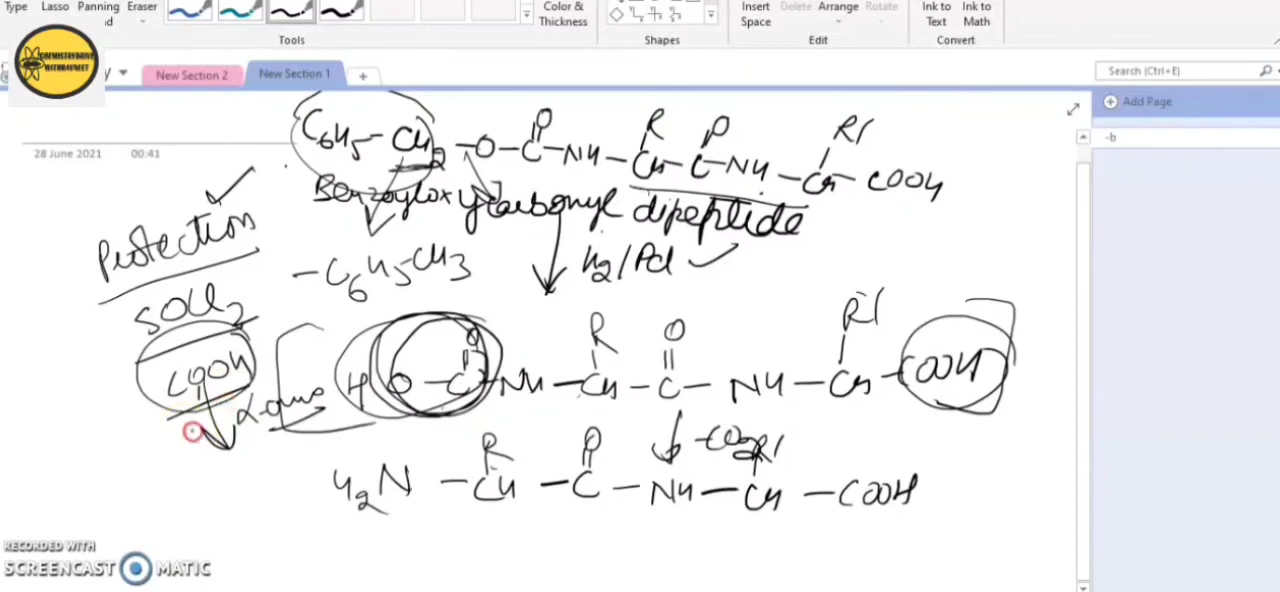 Type Lasso Panning and Eraser Color & Thickness Insert Space Delete Arrange Rotate Ink to Text Ink to Math
Tools Shapes Edit Convert
New Section 2 New Section 1 +
Search (Ctrl+E)
Add Page
-b
28 June 2021 00:41
C6H5-CH2-O-C-NH-CH-C-NH-CH-COOH
O R O R'
Benzoyloxycarbonyl dipeptide
Protection
-C6H5CH3
H2/Pd
SOCl2
COOH
HO-C-NH-CH-C-NH-CH-COOH
O R O R'
-CO2
H2N-CH-C-NH-CH-COOH
R O R'
RECORDED WITH
SCREENCAST MATIC